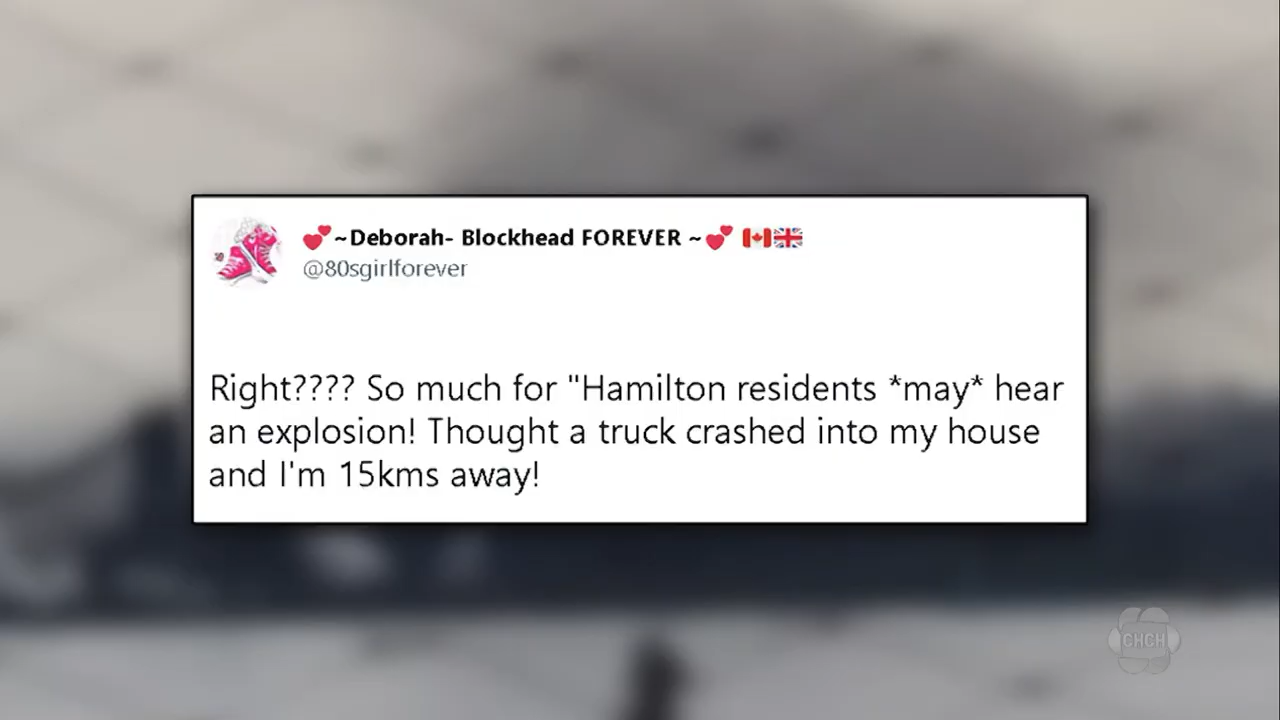 💕~Deborah- Blockhead FOREVER ~💕 🇨🇦🇬🇧
@80sgirlforever
Right???? So much for "Hamilton residents *may* hear
an explosion! Thought a truck crashed into my house
and I'm 15kms away!
CHCH